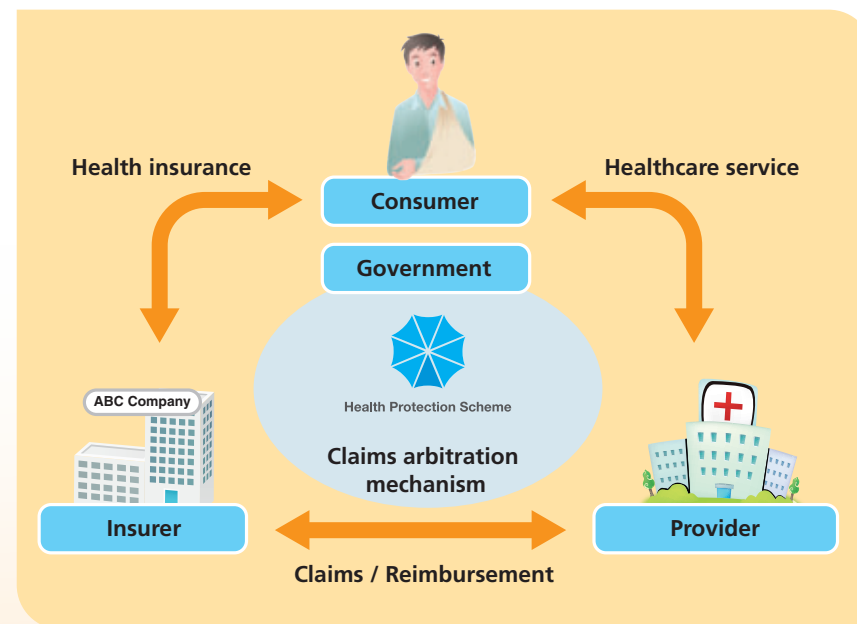 Health insurance
Healthcare service
Consumer
Government
ABC Company
Health Protection Scheme
Claims arbitration
mechanism
Insurer
Provider
Claims / Reimbursement